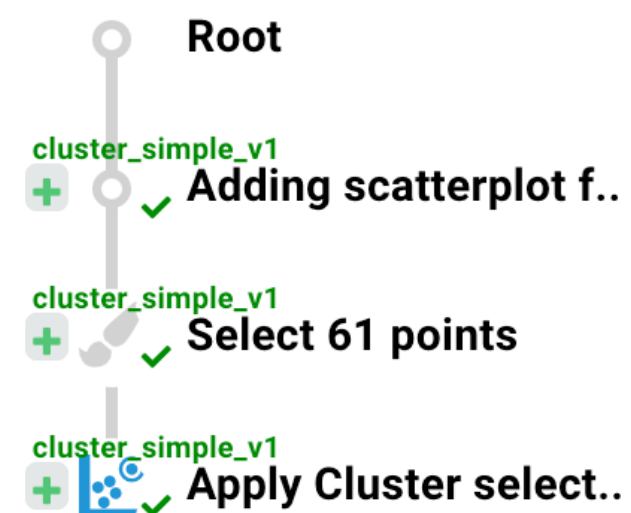 Root
cluster_simple_v1
Adding scatterplot f..
cluster_simple_v1
Select 61 points
cluster_simple_v1
Apply Cluster select..